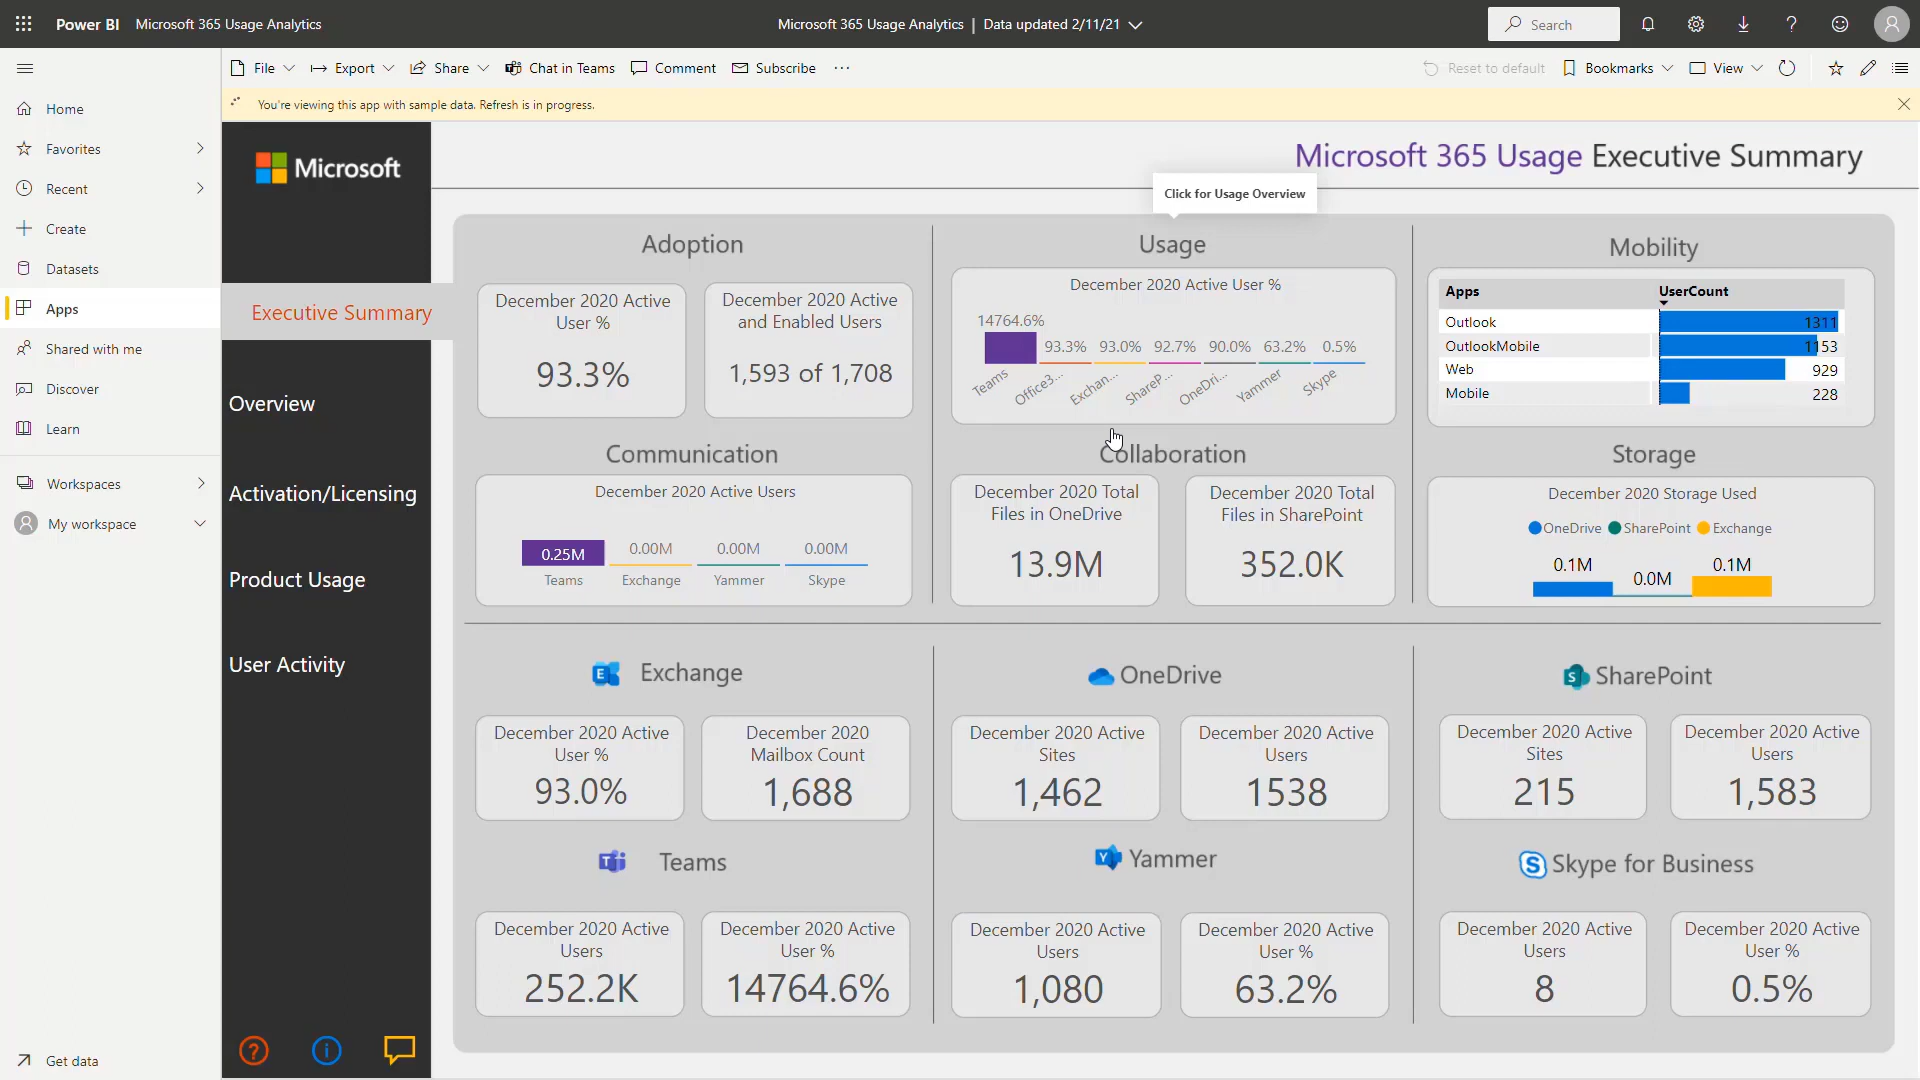 Power BI Microsoft 365 Usage Analytics
Microsoft 365 Usage Analytics | Data updated 2/11/21
Search
A
File
Export
Share
Chat in Teams
Comment
Subscribe
Reset to default
Bookmarks
View
You're viewing this app with sample data. Refresh is in progress.
Home
Favorites
Recent
Create
Datasets
Apps
Shared with me
Discover
Learn
Workspaces
My workspace
Get data
Microsoft
Executive Summary
Overview
Activation/Licensing
Product Usage
User Activity
Microsoft 365 Usage Executive Summary
Click for Usage Overview
Adoption
December 2020 Active
User %
93.3%
December 2020 Active
and Enabled Users
1,593 of 1,708
Usage
December 2020 Active User %
14764.6% 93.3% 93.0% 92.7% 90.0% 63.2% 0.5%
Teams Office3... Exchan... ShareP... OneDri... Yammer Skype
Mobility
Apps UserCount
Outlook 1311
OutlookMobile 1153
Web 929
Mobile 228
Communication
December 2020 Active Users
0.25M 0.00M 0.00M 0.00M
Teams Exchange Yammer Skype
Collaboration
December 2020 Total
Files in OneDrive
13.9M
December 2020 Total
Files in SharePoint
352.0K
Storage
December 2020 Storage Used
OneDrive SharePoint Exchange
0.1M 0.0M 0.1M
Exchange
December 2020 Active
User %
93.0%
December 2020
Mailbox Count
1,688
OneDrive
December 2020 Active
Sites
1,462
December 2020 Active
Users
1538
SharePoint
December 2020 Active
Sites
215
December 2020 Active
Users
1,583
Teams
December 2020 Active
Users
252.2K
December 2020 Active
User %
14764.6%
Yammer
December 2020 Active
Users
1,080
December 2020 Active
User %
63.2%
Skype for Business
December 2020 Active
Users
8
December 2020 Active
User %
0.5%